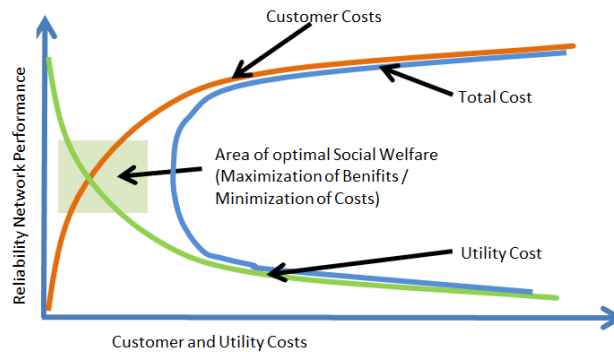 Customer Costs
Total Cost
Area of optimal Social Welfare
(Maximization of Benifits /
Minimization of Costs)
Utility Cost
Reliability Network Performance
Customer and Utility Costs